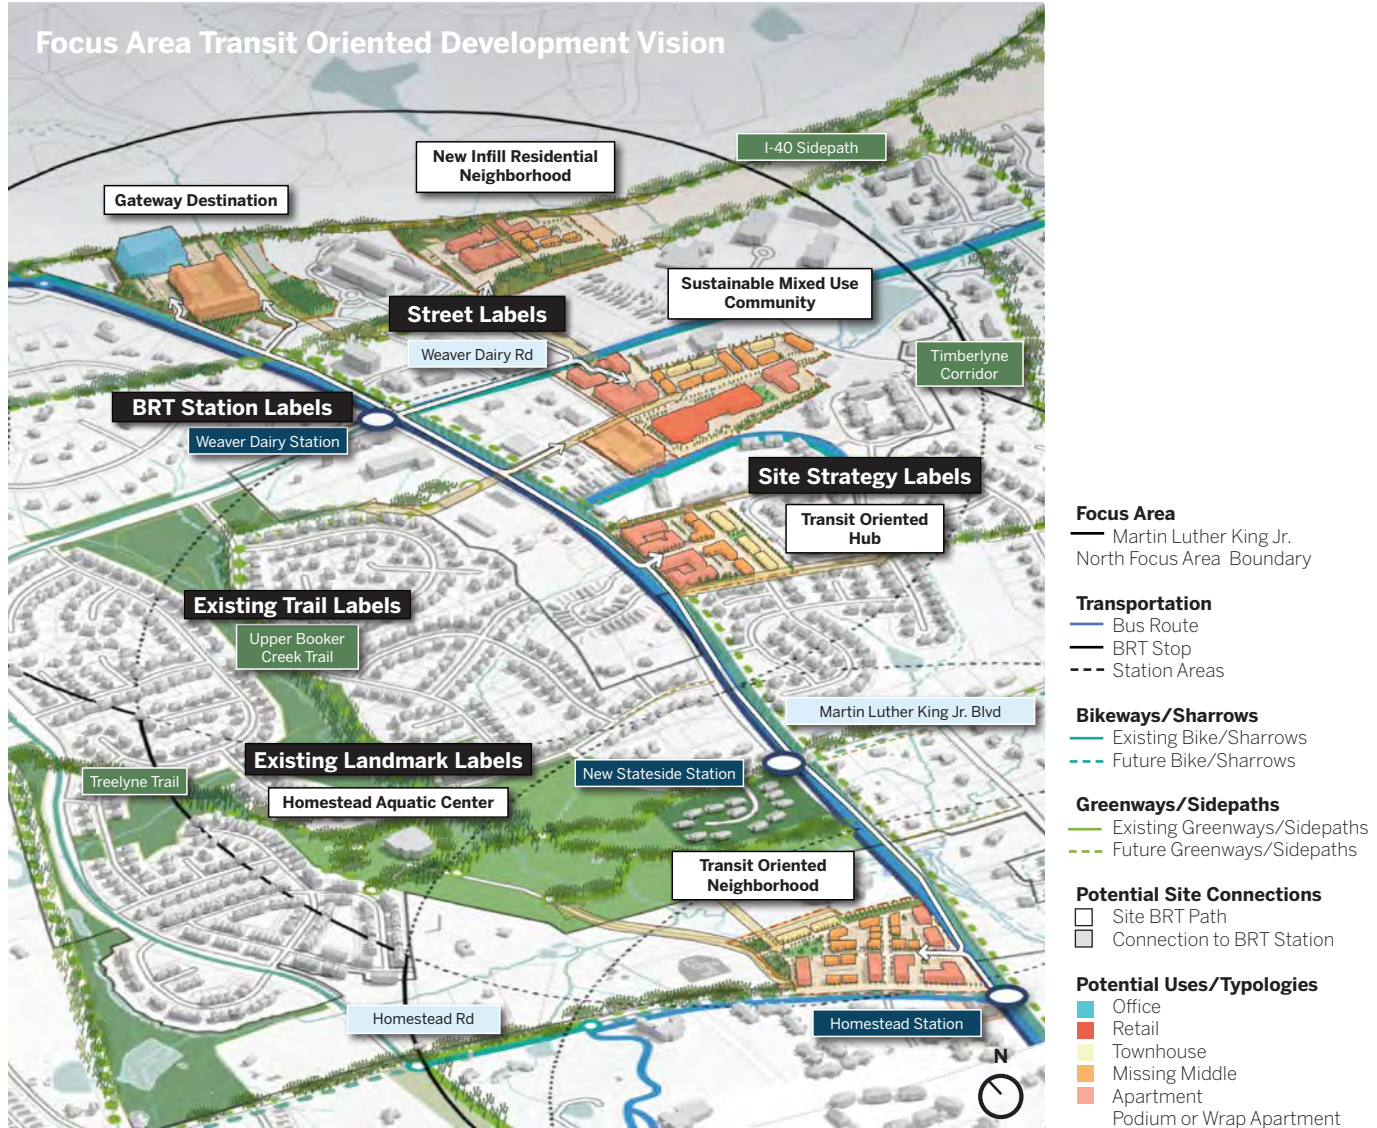 Focus Area Transit Oriented Development Vision
I-40 Sidepath
New Infill Residential
Neighborhood
Gateway Destination
Sustainable Mixed Use
Community
Street Labels
Weaver Dairy Rd
Timberlyne
Corridor
BRT Station Labels
Weaver Dairy Station
Site Strategy Labels
Transit Oriented
Hub
Existing Trail Labels
Upper Booker
Creek Trail
Martin Luther King Jr. Blvd
Existing Landmark Labels
New Stateside Station
Treelyne Trail
Homestead Aquatic Center
Transit Oriented
Neighborhood
Homestead Rd
Homestead Station
N
Focus Area
Martin Luther King Jr.
North Focus Area Boundary
Transportation
Bus Route
BRT Stop
Station Areas
Bikeways/Sharrows
Existing Bike/Sharrows
Future Bike/Sharrows
Greenways/Sidepaths
Existing Greenways/Sidepaths
Future Greenways/Sidepaths
Potential Site Connections
Site BRT Path
Connection to BRT Station
Potential Uses/Typologies
Office
Retail
Townhouse
Missing Middle
Apartment
Podium or Wrap Apartment